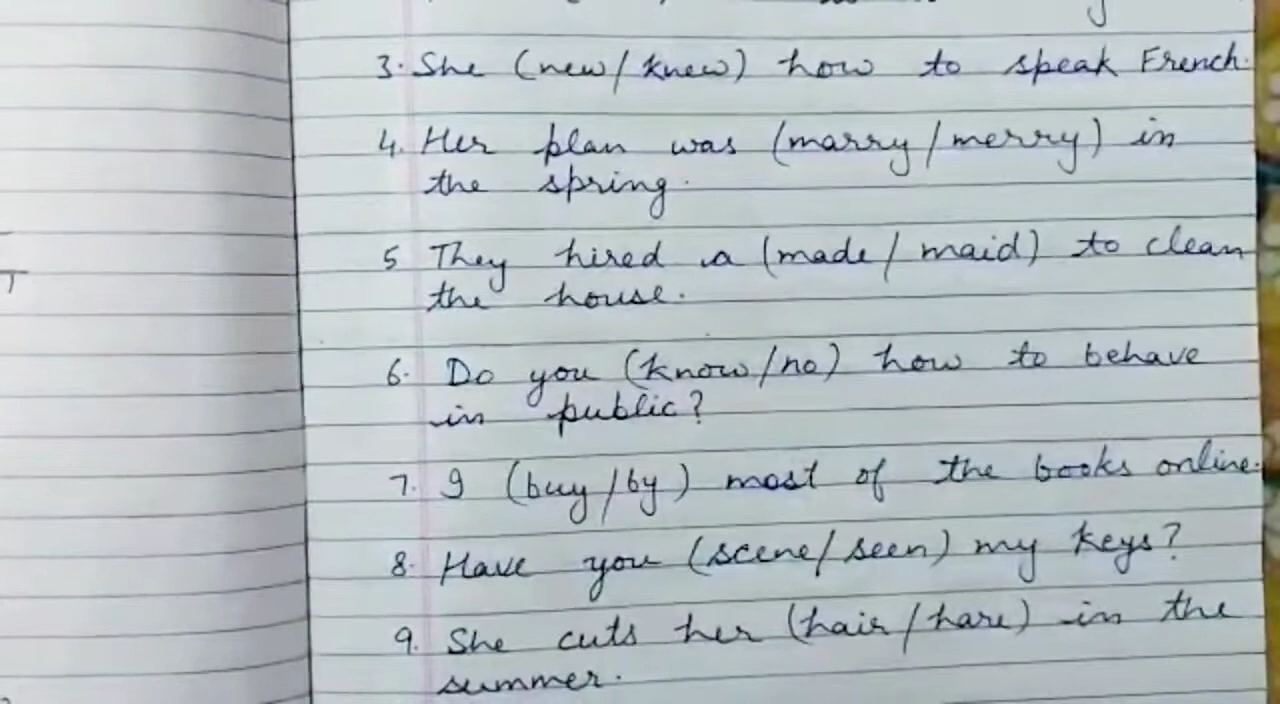 3. She (new/knew) how to speak French.
4. Her plan was (marry/merry) in
the spring.
5 They hired a (made/maid) to clean
the house.
6. Do you (know/no) how to behave
in public?
7. I (buy/by) most of the books online.
8. Have you (scene/seen) my keys?
9. She cuts her (hair/hare) in the
summer.